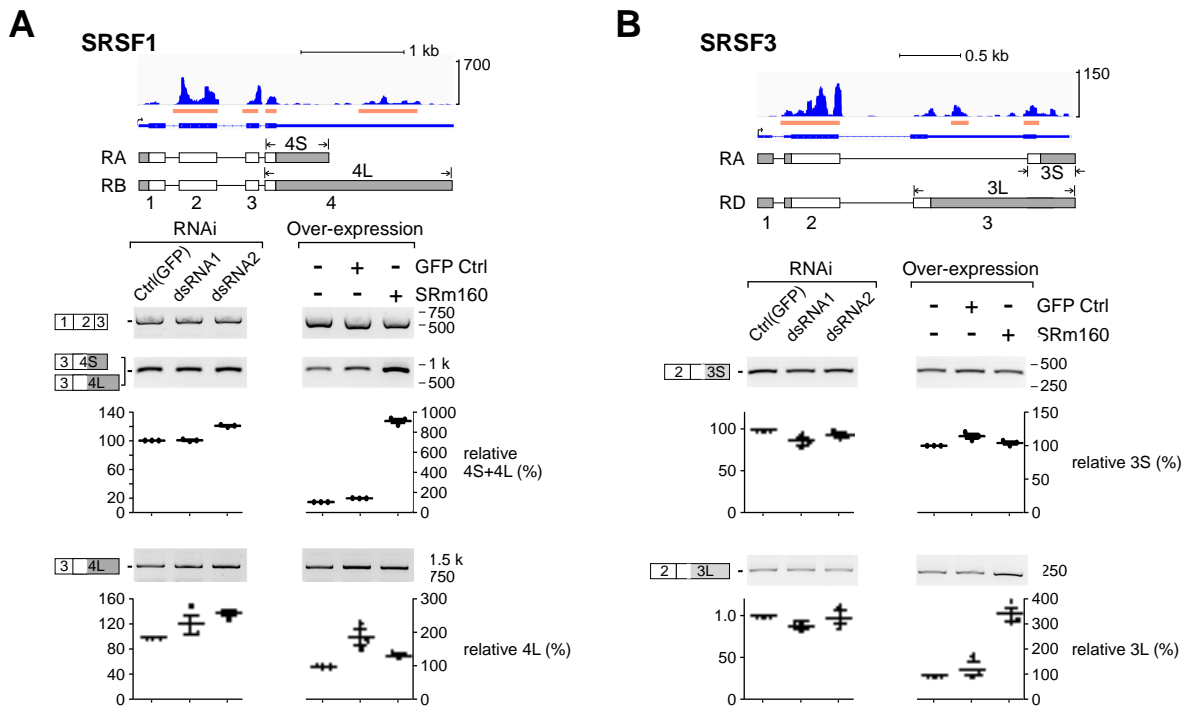 A
SRSF1
1 kb
700
RA
4S
RB
4L
1 2 3 4
RNAi
Over-expression
Ctrl(GFP) dsRNA1 dsRNA2
- + - GFP Ctrl
- - + SRm160
1 2 3
-750
-500
3 4S
3 4L
-1 k
-500
140
120
100
80
60
40
20
0
1000
800
600
400
200
0
relative
4S+4L (%)
3 4L
1.5 k
750
160
120
80
40
0
300
200
100
0
relative 4L (%)
B
SRSF3
0.5 kb
150
RA
3S
RD
3L
1 2 3
RNAi
Over-expression
Ctrl(GFP) dsRNA1 dsRNA2
- + - GFP Ctrl
- - + SRm160
2 3S
-500
-250
100
50
0
150
100
50
0
relative 3S (%)
2 3L
250
1.0
50
0
400
300
200
100
0
relative 3L (%)